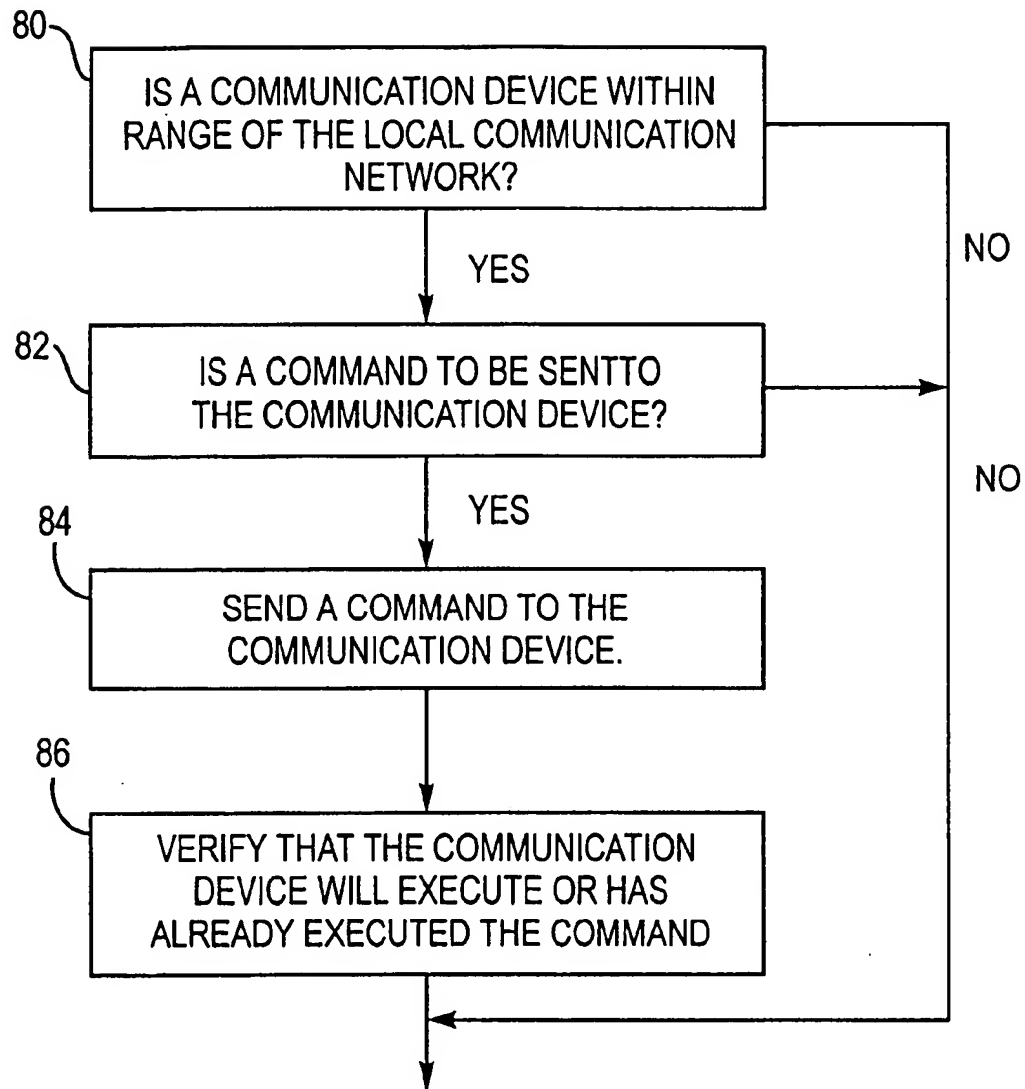 80
IS A COMMUNICATION DEVICE WITHIN
RANGE OF THE LOCAL COMMUNICATION
NETWORK?
NO
YES
82
IS A COMMAND TO BE SENTTO
THE COMMUNICATION DEVICE?
NO
YES
84
SEND A COMMAND TO THE
COMMUNICATION DEVICE.
86
VERIFY THAT THE COMMUNICATION
DEVICE WILL EXECUTE OR HAS
ALREADY EXECUTED THE COMMAND